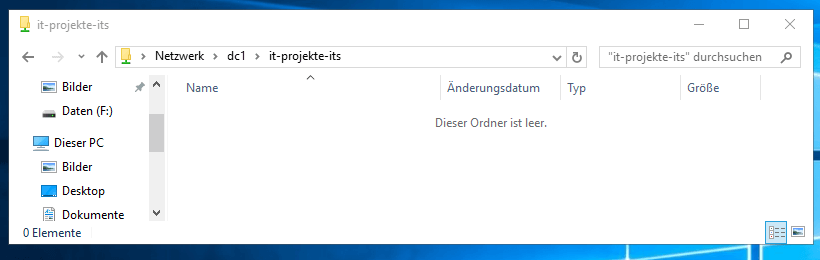 it-projekte-its
Netzwerk dc1 it-projekte-its
"it-projekte-its" durchsuchen
Bilder
Daten (F:)
Dieser PC
Bilder
Desktop
Dokumente
Name Änderungsdatum Typ Größe
Dieser Ordner ist leer.
0 Elemente